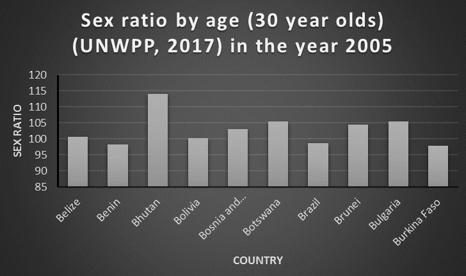 Sex ratio by age (30 year olds)
(UNWPP, 2017) in the year 2005
120
115
110
105
100
95
90
85
SEX RATIO
Belize
Benin
Bhutan
Bolivia
Bosnia and...
Botswana
Brazil
Brunei
Bulgaria
Burkina Faso
COUNTRY